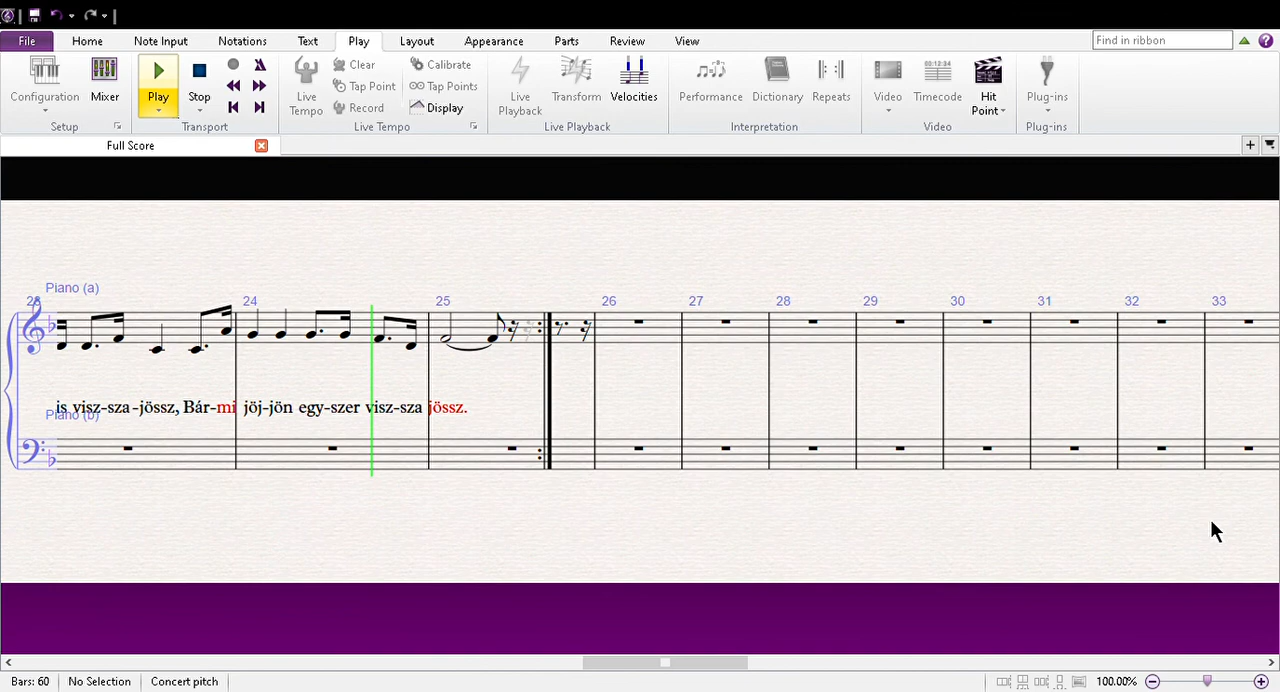 File Home Note Input Notations Text Play Layout Appearance Parts Review View Find in ribbon
Configuration Mixer Play Stop Live Tempo Clear Tap Point Record Calibrate Tap Points Display Live Playback Transform Velocities Performance Dictionary Repeats Video Timecode Hit Point Plug-ins
Setup Transport Live Tempo Live Playback Interpretation Video Plug-ins
Full Score
Piano (a)
23 24 25 26 27 28 29 30 31 32 33
is visz-sza-jössz, Bár-mi jöj-jön egy-szer visz-sza jössz.
Piano (b)
Bars: 60 No Selection Concert pitch 100.00%